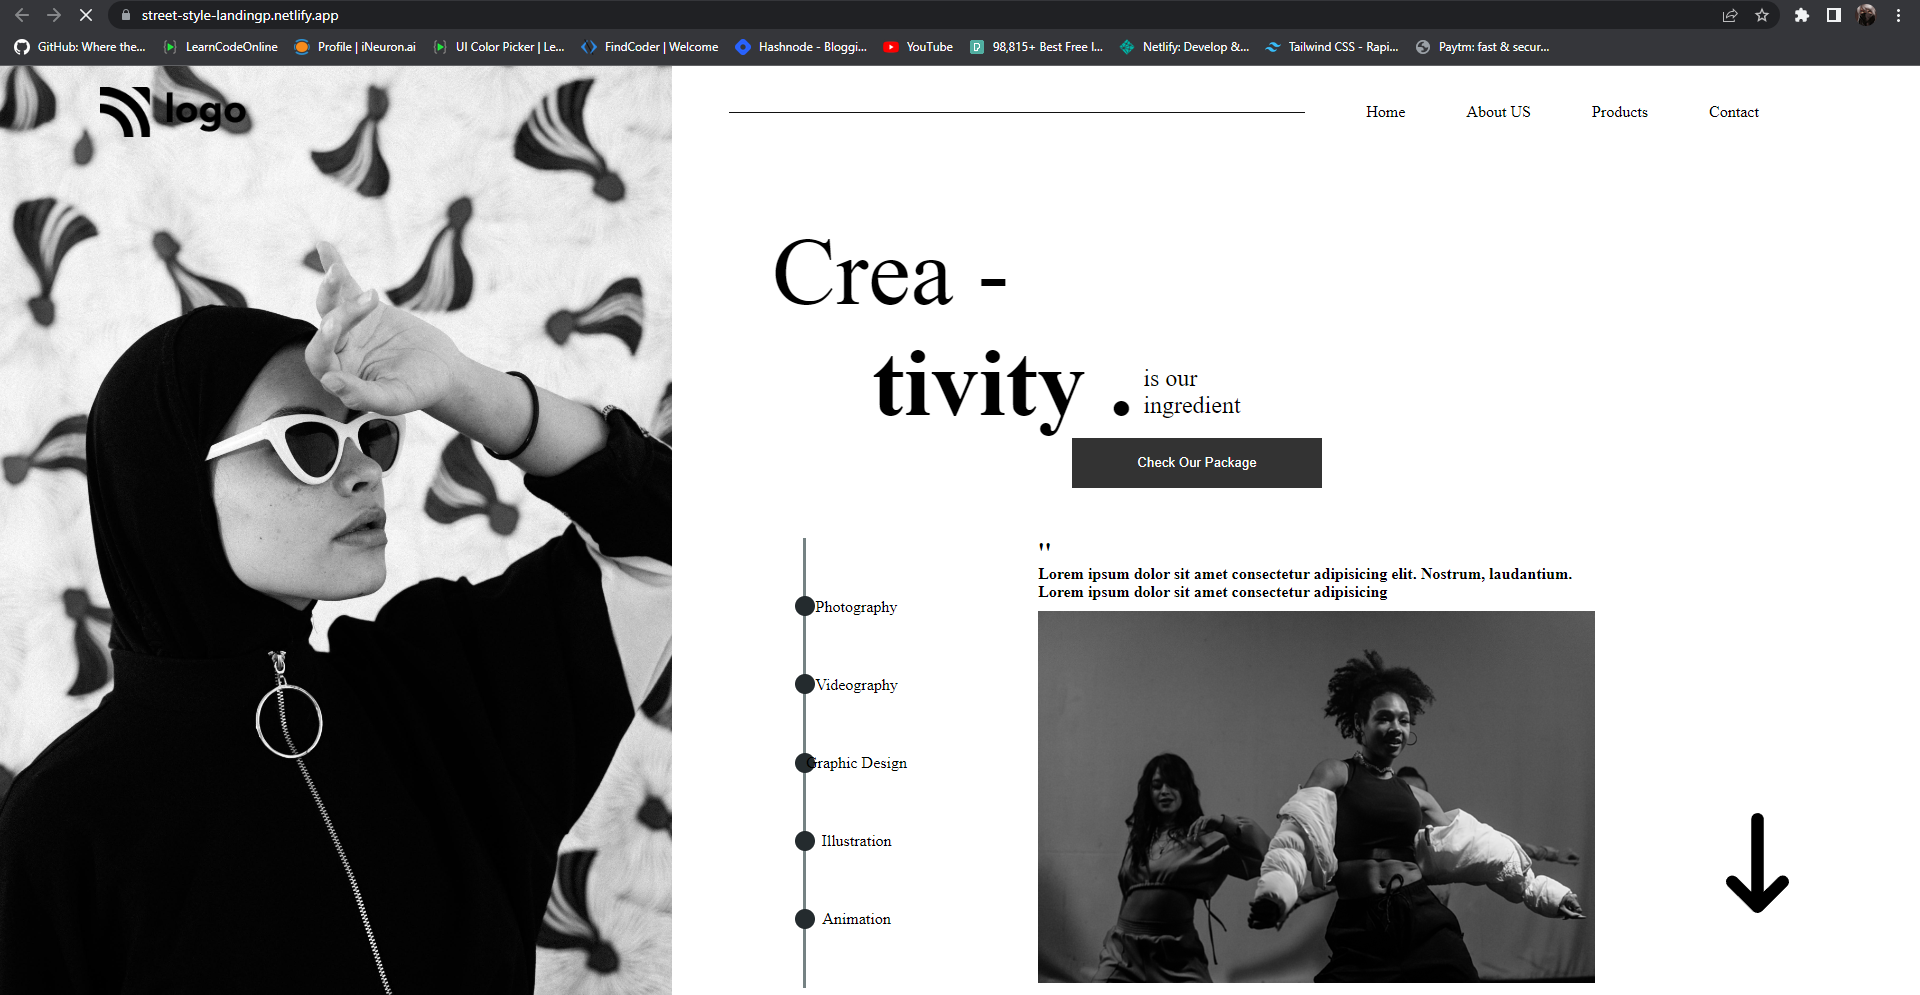 street-style-landingp.netlify.app
GitHub: Where the...
LearnCodeOnline
Profile | iNeuron.ai
UI Color Picker | Le...
FindCoder | Welcome
Hashnode - Bloggi...
YouTube
98,815+ Best Free I...
Netlify: Develop &...
Tailwind CSS - Rapi...
Paytm: fast & secur...
logo
Home
About US
Products
Contact
Crea -
tivity .
is our
ingredient
Check Our Package
Photography
Videography
Graphic Design
Illustration
Animation
"
Lorem ipsum dolor sit amet consectetur adipisicing elit. Nostrum, laudantium.
Lorem ipsum dolor sit amet consectetur adipisicing